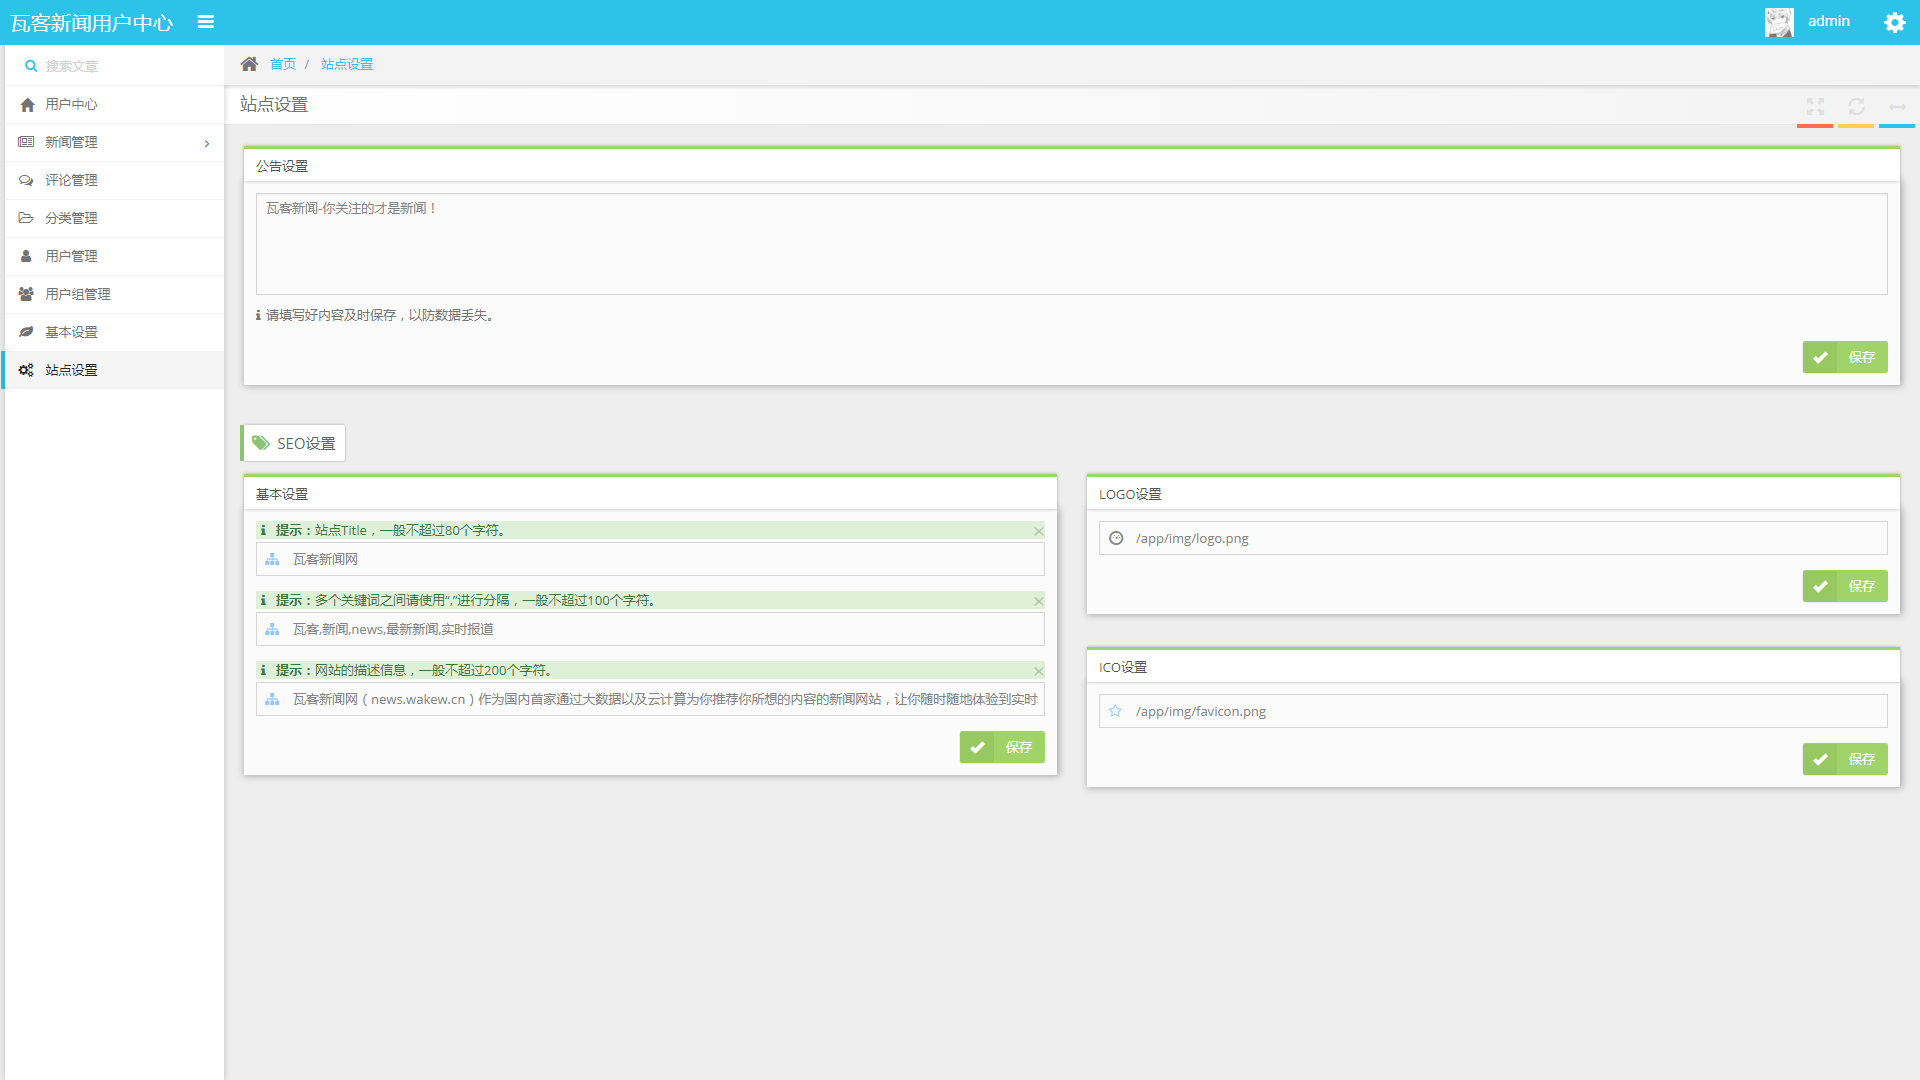 瓦客新闻用户中心
admin
搜索文章
用户中心
新闻管理
评论管理
分类管理
用户管理
用户组管理
基本设置
站点设置
首页 / 站点设置
站点设置
公告设置
瓦客新闻-你关注的才是新闻！
请填写好内容及时保存，以防数据丢失。
保存
SEO设置
基本设置
提示：站点Title，一般不超过80个字符。
瓦客新闻网
提示：多个关键词之间请使用","进行分隔，一般不超过100个字符。
瓦客,新闻,news,最新新闻,实时报道
提示：网站的描述信息，一般不超过200个字符。
瓦客新闻网（news.wakew.cn）作为国内首家通过大数据以及云计算为你推荐你所想的内容的新闻网站，让你随时随地体验到实时
保存
LOGO设置
/app/img/logo.png
保存
ICO设置
/app/img/favicon.png
保存